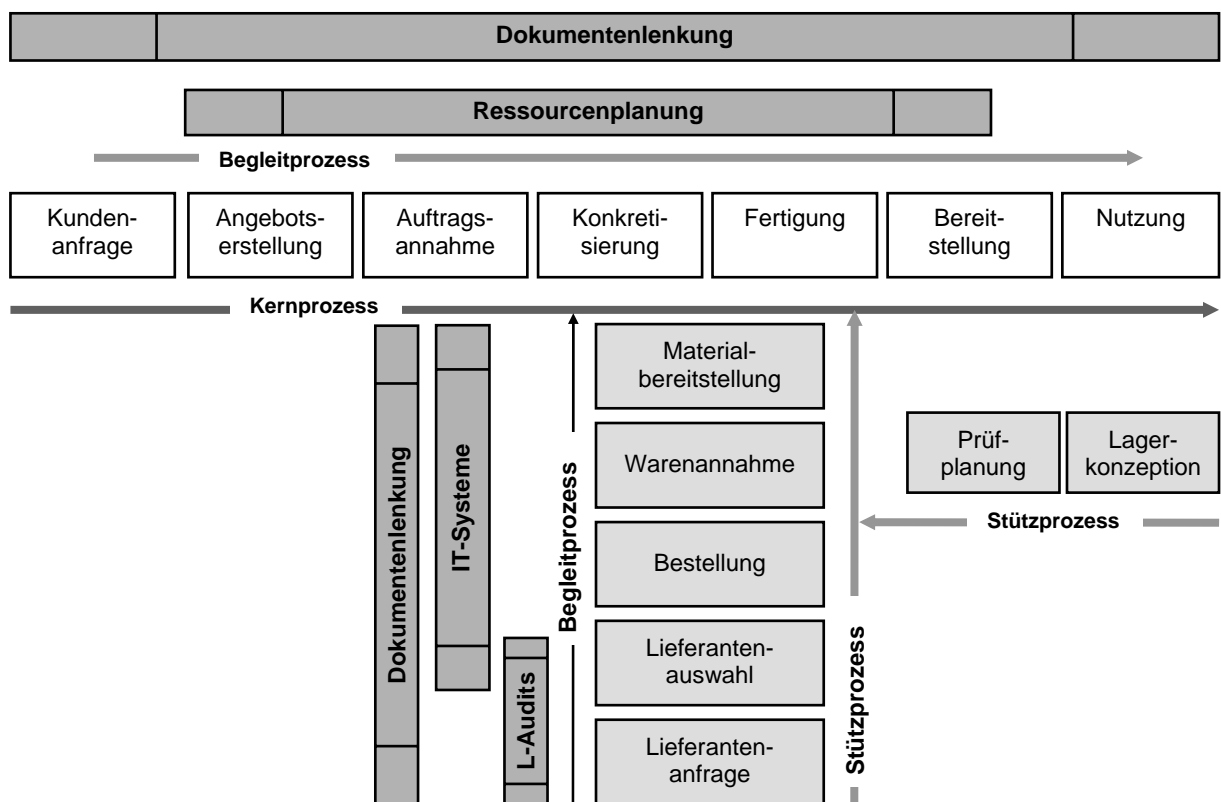 Dokumentenlenkung
Ressourcenplanung
Begleitprozess
Kunden-
anfrage
Angebots-
erstellung
Auftrags-
annahme
Konkreti-
sierung
Fertigung
Bereit-
stellung
Nutzung
Kernprozess
Dokumentenlenkung
IT-Systeme
L-Audits
Begleitprozess
Material-
bereitstellung
Warenannahme
Bestellung
Lieferanten-
auswahl
Lieferanten-
anfrage
Stützprozess
Prüf-
planung
Lager-
konzeption
Stützprozess